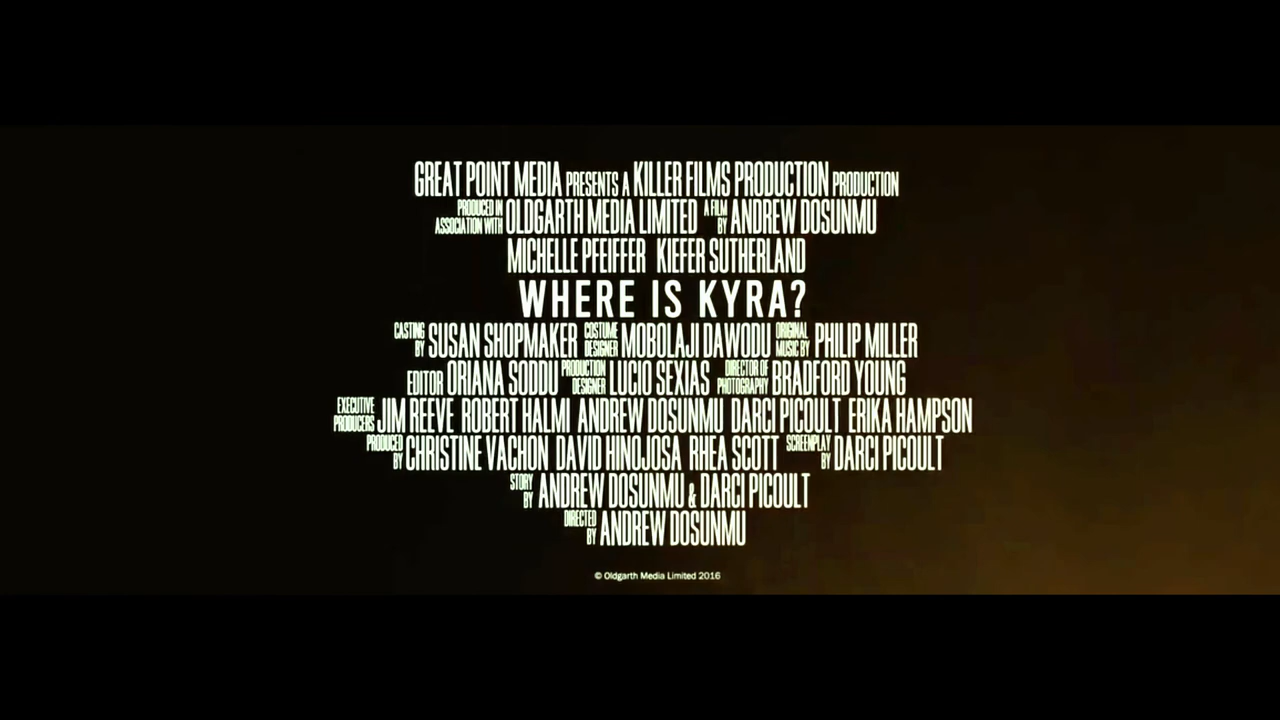 GREAT POINT MEDIA PRESENTS A KILLER FILMS PRODUCTION PRODUCTION
PRODUCED IN ASSOCIATION WITH OLDGARTH MEDIA LIMITED A FILM BY ANDREW DOSUNMU
MICHELLE PFEIFFER KIEFER SUTHERLAND
WHERE IS KYRA?
CASTING BY SUSAN SHOPMAKER COSTUME DESIGNER MOBOLAJI DAWODU ORIGINAL MUSIC BY PHILIP MILLER
EDITOR ORIANA SODDU PRODUCTION DESIGNER LUCIO SEXIAS DIRECTOR OF PHOTOGRAPHY BRADFORD YOUNG
EXECUTIVE PRODUCERS JIM REEVE ROBERT HALMI ANDREW DOSUNMU DARCI PICOULT ERIKA HAMPSON
PRODUCED BY CHRISTINE VACHON DAVID HINOJOSA RHEA SCOTT SCREENPLAY BY DARCI PICOULT
STORY BY ANDREW DOSUNMU & DARCI PICOULT
DIRECTED BY ANDREW DOSUNMU
© Oldgarth Media Limited 2016